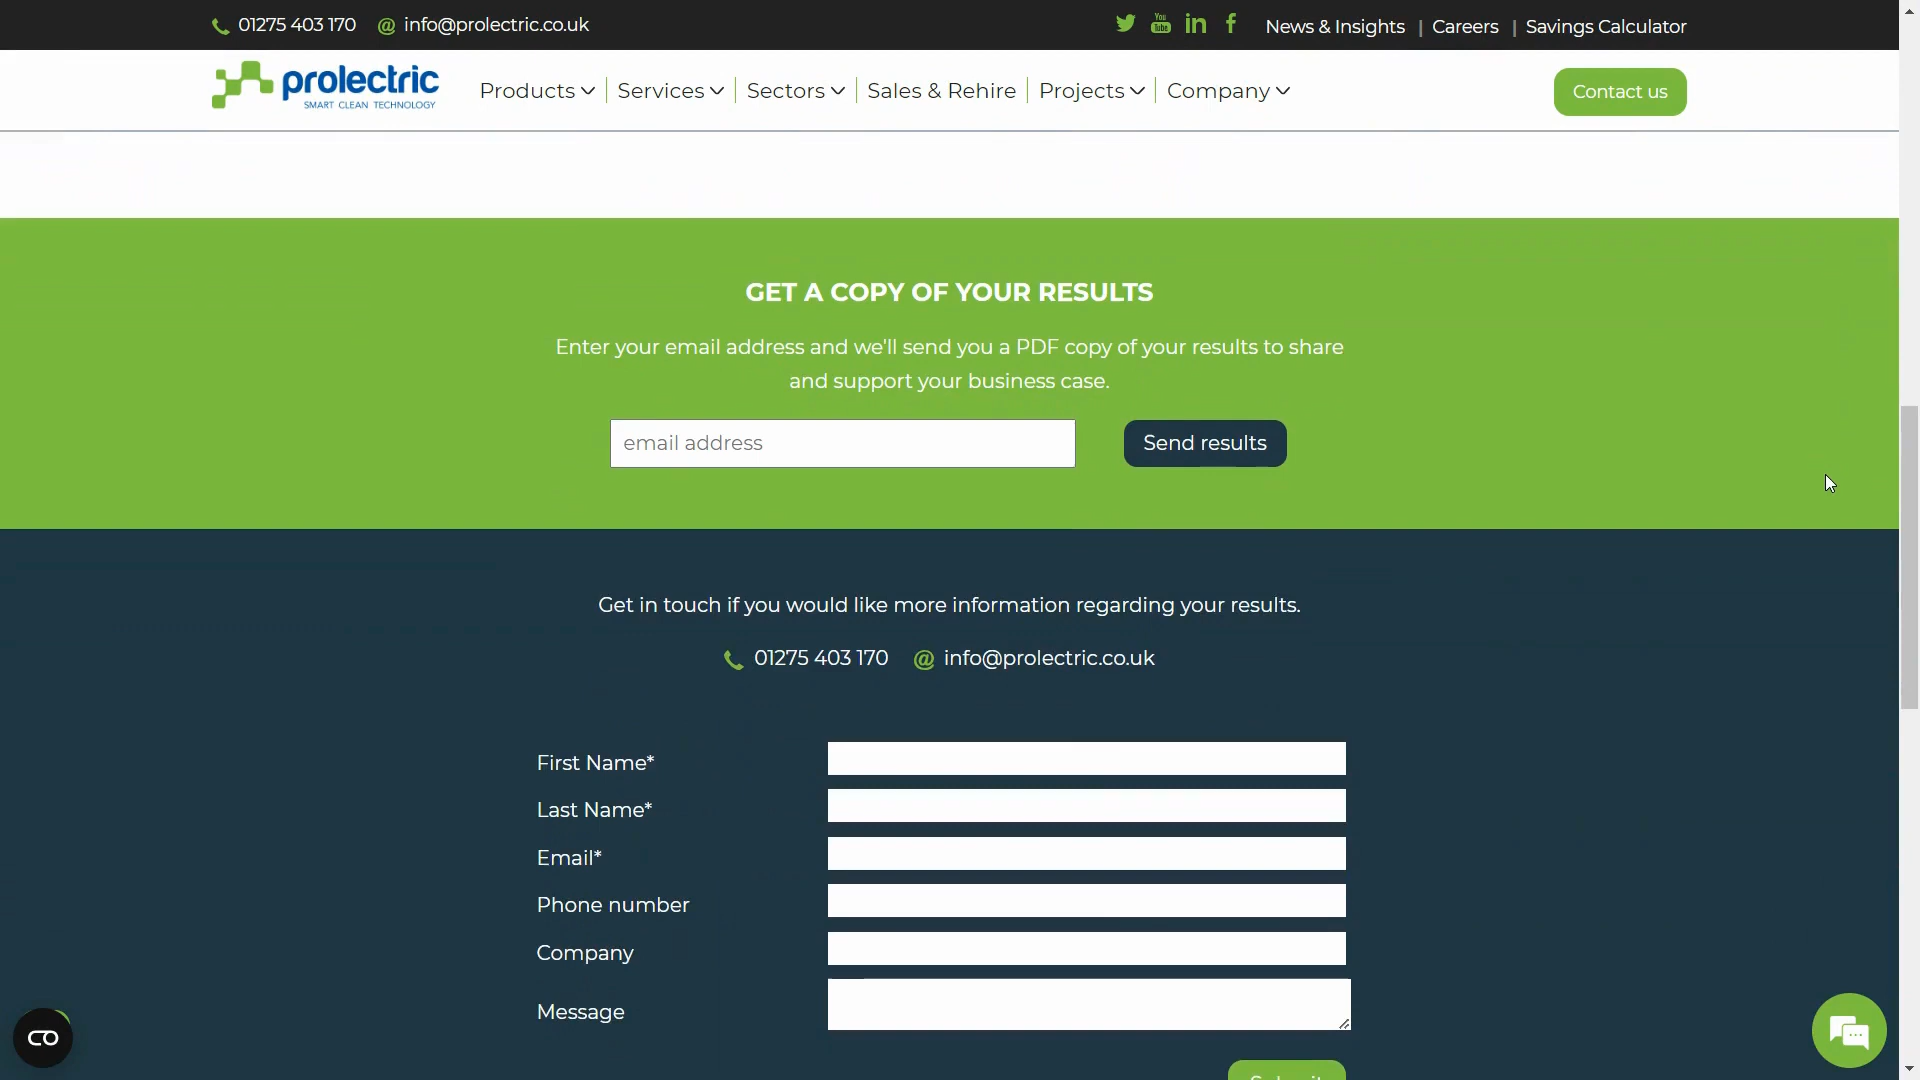 01275 403 170 @ info@prolectric.co.uk
News & Insights | Careers | Savings Calculator
prolectric
SMART CLEAN TECHNOLOGY
Products
Services
Sectors
Sales & Rehire
Projects
Company
Contact us
GET A COPY OF YOUR RESULTS
Enter your email address and we'll send you a PDF copy of your results to share
and support your business case.
email address
Send results
Get in touch if you would like more information regarding your results.
01275 403 170 @ info@prolectric.co.uk
First Name*
Last Name*
Email*
Phone number
Company
Message